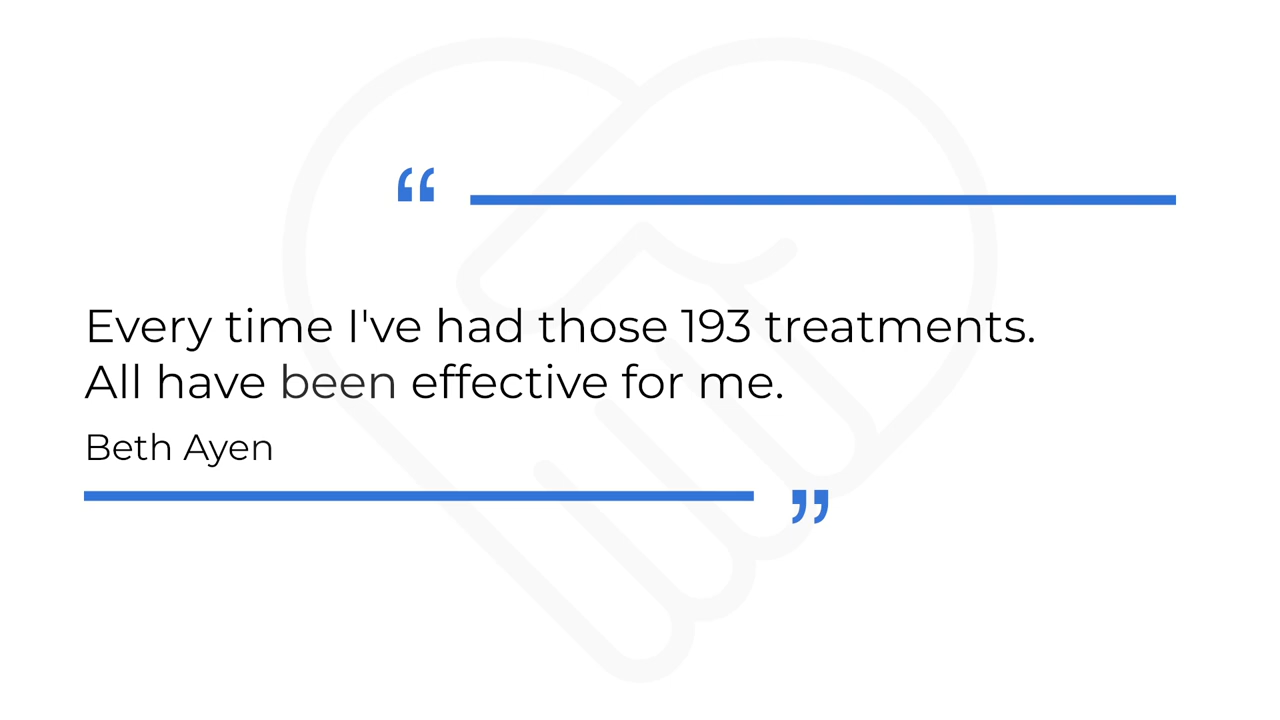 “
Every time I've had those 193 treatments.
All have been effective for me.
Beth Ayen
”